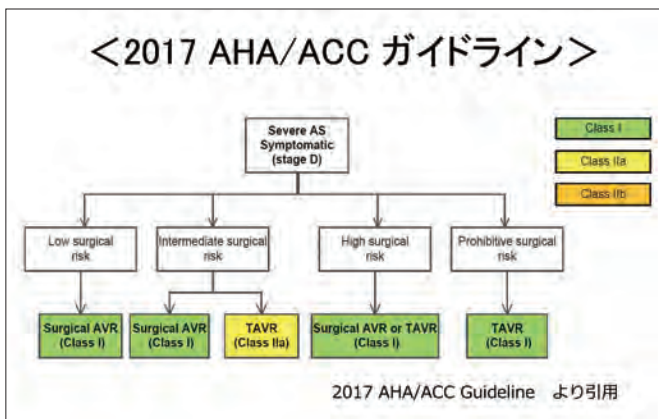 <2017 AHA/ACC ガイドライン>
Severe AS
Symptomatic
(stage D)
Class I
Class IIa
Class IIb
Low surgical
risk
Intermediate surgical
risk
High surgical
risk
Prohibitive surgical
risk
Surgical AVR
(Class I)
Surgical AVR
(Class I)
TAVR
(Class IIa)
Surgical AVR or TAVR
(Class I)
TAVR
(Class I)
2017 AHA/ACC Guideline より引用